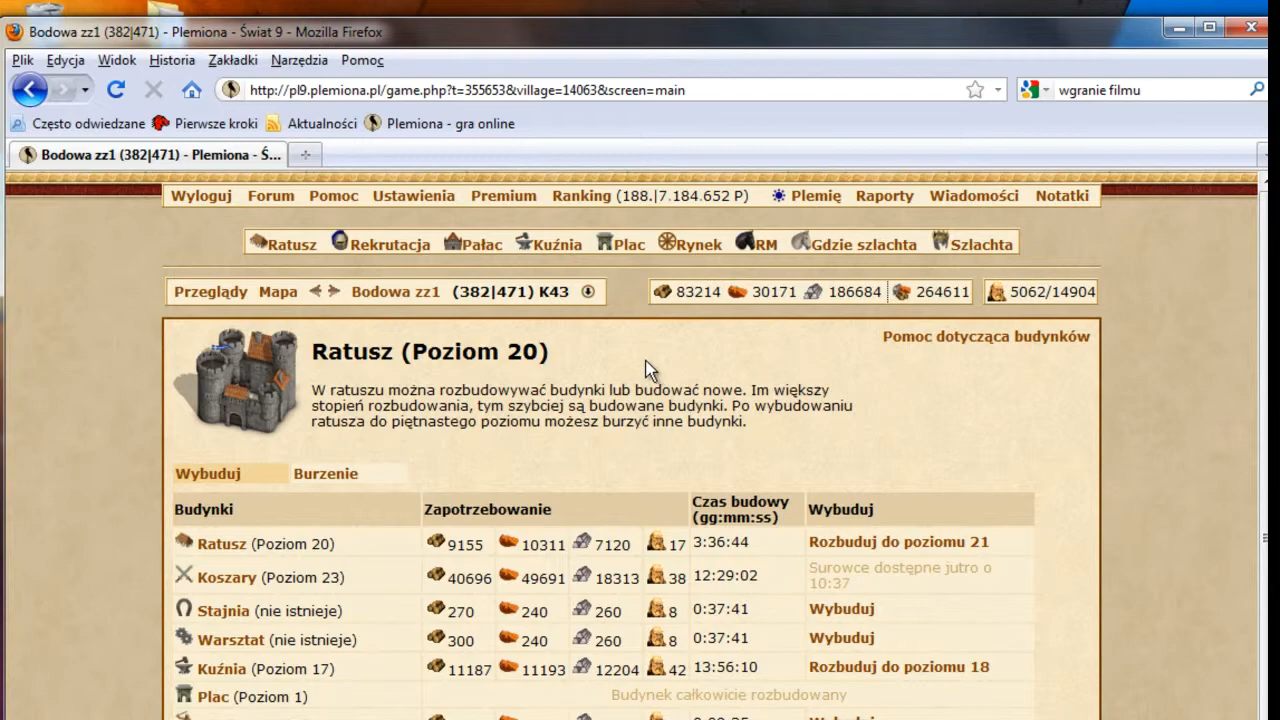 Bodowa zz1 (382|471) - Plemiona - Świat 9 - Mozilla Firefox
Plik Edycja Widok Historia Zakładki Narzędzia Pomoc
http://pl9.plemiona.pl/game.php?t=355653&village=14063&screen=main wgranie filmu
Często odwiedzane Pierwsze kroki Aktualności Plemiona - gra online
Bodowa zz1 (382|471) - Plemiona - Ś...
Wyloguj Forum Pomoc Ustawienia Premium Ranking (188.|7.184.652 P) Plemię Raporty Wiadomości Notatki
Ratusz Rekrutacja Pałac Kuźnia Plac Rynek RM Gdzie szlachta Szlachta
Przeglądy Mapa Bodowa zz1 (382|471) K43 83214 30171 186684 264611 5062/14904
Pomoc dotycząca budynków
Ratusz (Poziom 20)
W ratuszu można rozbudowywać budynki lub budować nowe. Im większy
stopień rozbudowania, tym szybciej są budowane budynki. Po wybudowaniu
ratusza do piętnastego poziomu możesz burzyć inne budynki.
Wybuduj Burzenie
Budynki Zapotrzebowanie Czas budowy (gg:mm:ss) Wybuduj
Ratusz (Poziom 20) 9155 10311 7120 17 3:36:44 Rozbuduj do poziomu 21
Koszary (Poziom 23) 40696 49691 18313 38 12:29:02 Surowce dostępne jutro o 10:37
Stajnia (nie istnieje) 270 240 260 8 0:37:41 Wybuduj
Warsztat (nie istnieje) 300 240 260 8 0:37:41 Wybuduj
Kuźnia (Poziom 17) 11187 11193 12204 42 13:56:10 Rozbuduj do poziomu 18
Plac (Poziom 1) Budynek całkowicie rozbudowany